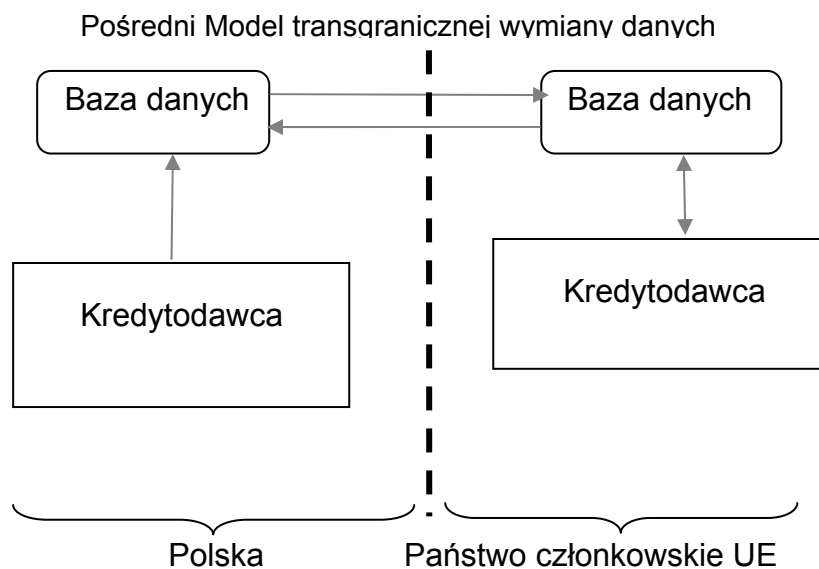 Pośredni Model transgranicznej wymiany danych
Baza danych
Baza danych
Kredytodawca
Kredytodawca
Polska
Państwo członkowskie UE